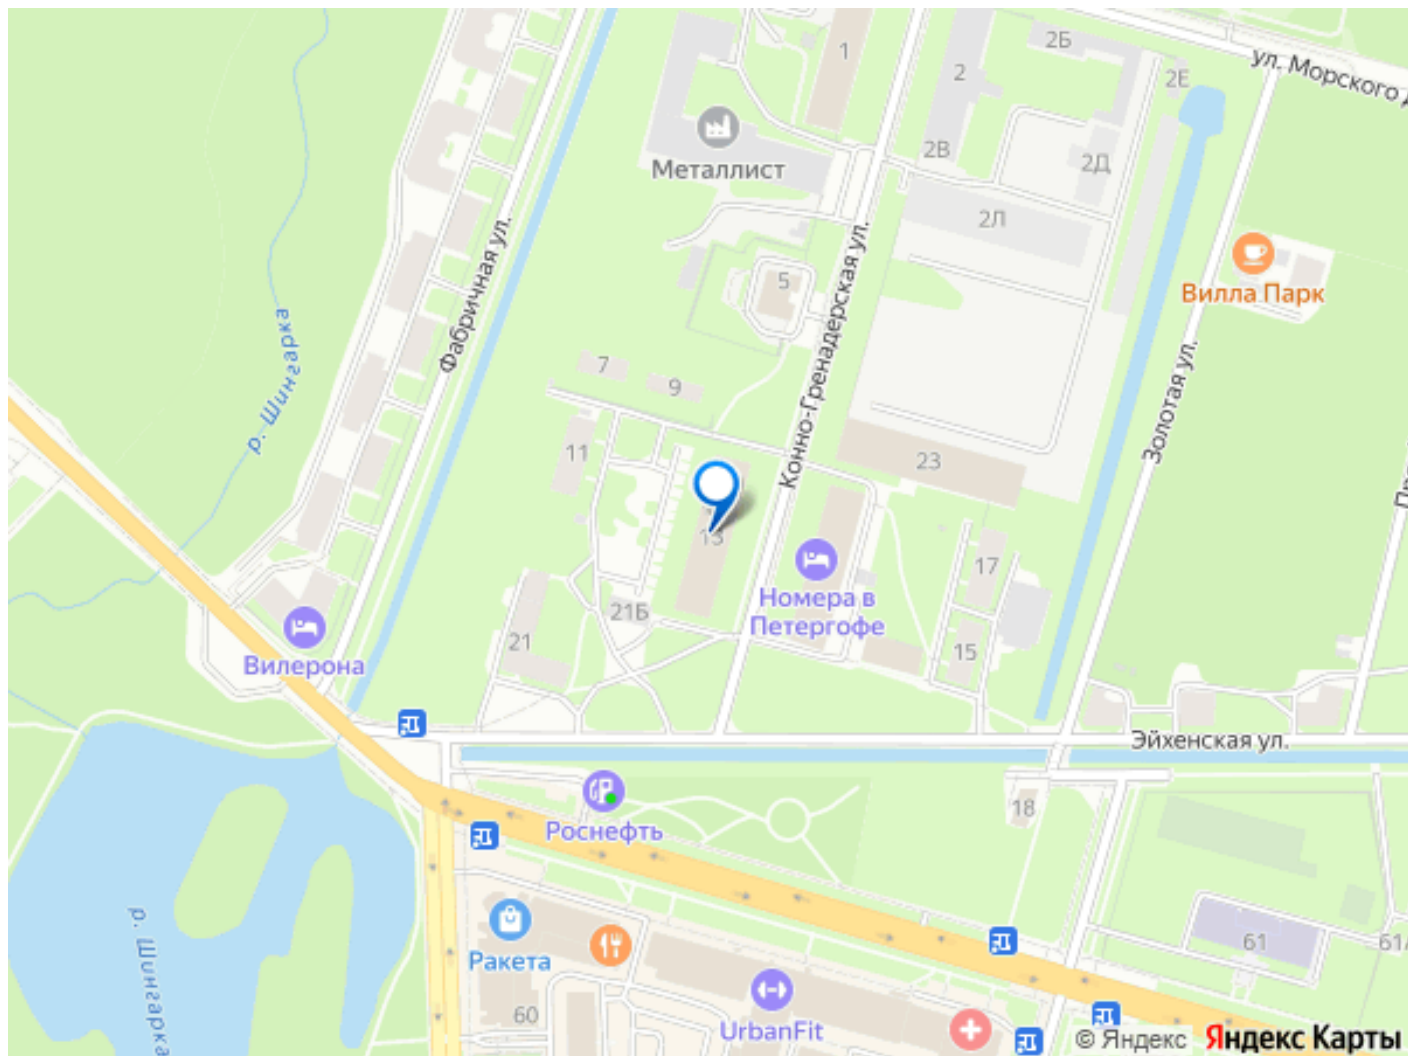 1
2
2Б
2Е
ул. Морского Д
Металлист
2В
2Д
2Л
Фабричная ул.
Конно-Гренадерская ул.
5
Вилла Парк
Золотая ул.
р. Шингарка
7
9
11
23
13
17
Номера в
Петергофе
21Б
21
15
Вилерона
Эйхенская ул.
Роснефть
18
р. Шингарка
Ракета
60
UrbanFit
61
© Яндекс Яндекс Карты